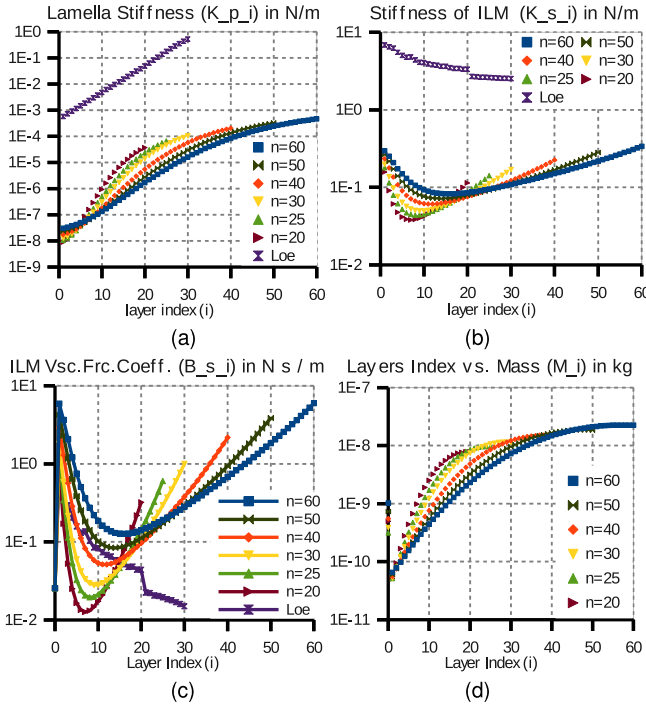 Lamella Stiffness (K_p_i) in N/m
1E0
1E-1
1E-2
1E-3
1E-4
1E-5
1E-6
1E-7
1E-8
1E-9
n=60
n=50
n=40
n=30
n=25
n=20
Loe
0 10 20 30 40 50 60
layer index(i)
(a)
Stiffness of ILM (K_s_i) in N/m
1E1
1E+0
1E-1
1E-2
n=60 n=50
n=40 n=30
n=25 n=20
Loe
0 10 20 30 40 50 60
layer index(i)
(b)
ILM Vsc.Frc.Coeff. (B_s_i) in N s / m
1E1
1E+0
1E-1
1E-2
n=60
n=50
n=40
n=30
n=25
n=20
Loe
0 10 20 30 40 50 60
Layer Index(i)
(c)
Layers Index vs. Mass (M_i) in kg
1E-7
1E-8
1E-9
1E-10
1E-11
n=60
n=50
n=40
n=30
n=25
n=20
0 10 20 30 40 50 60
Layer Index (i)
(d)